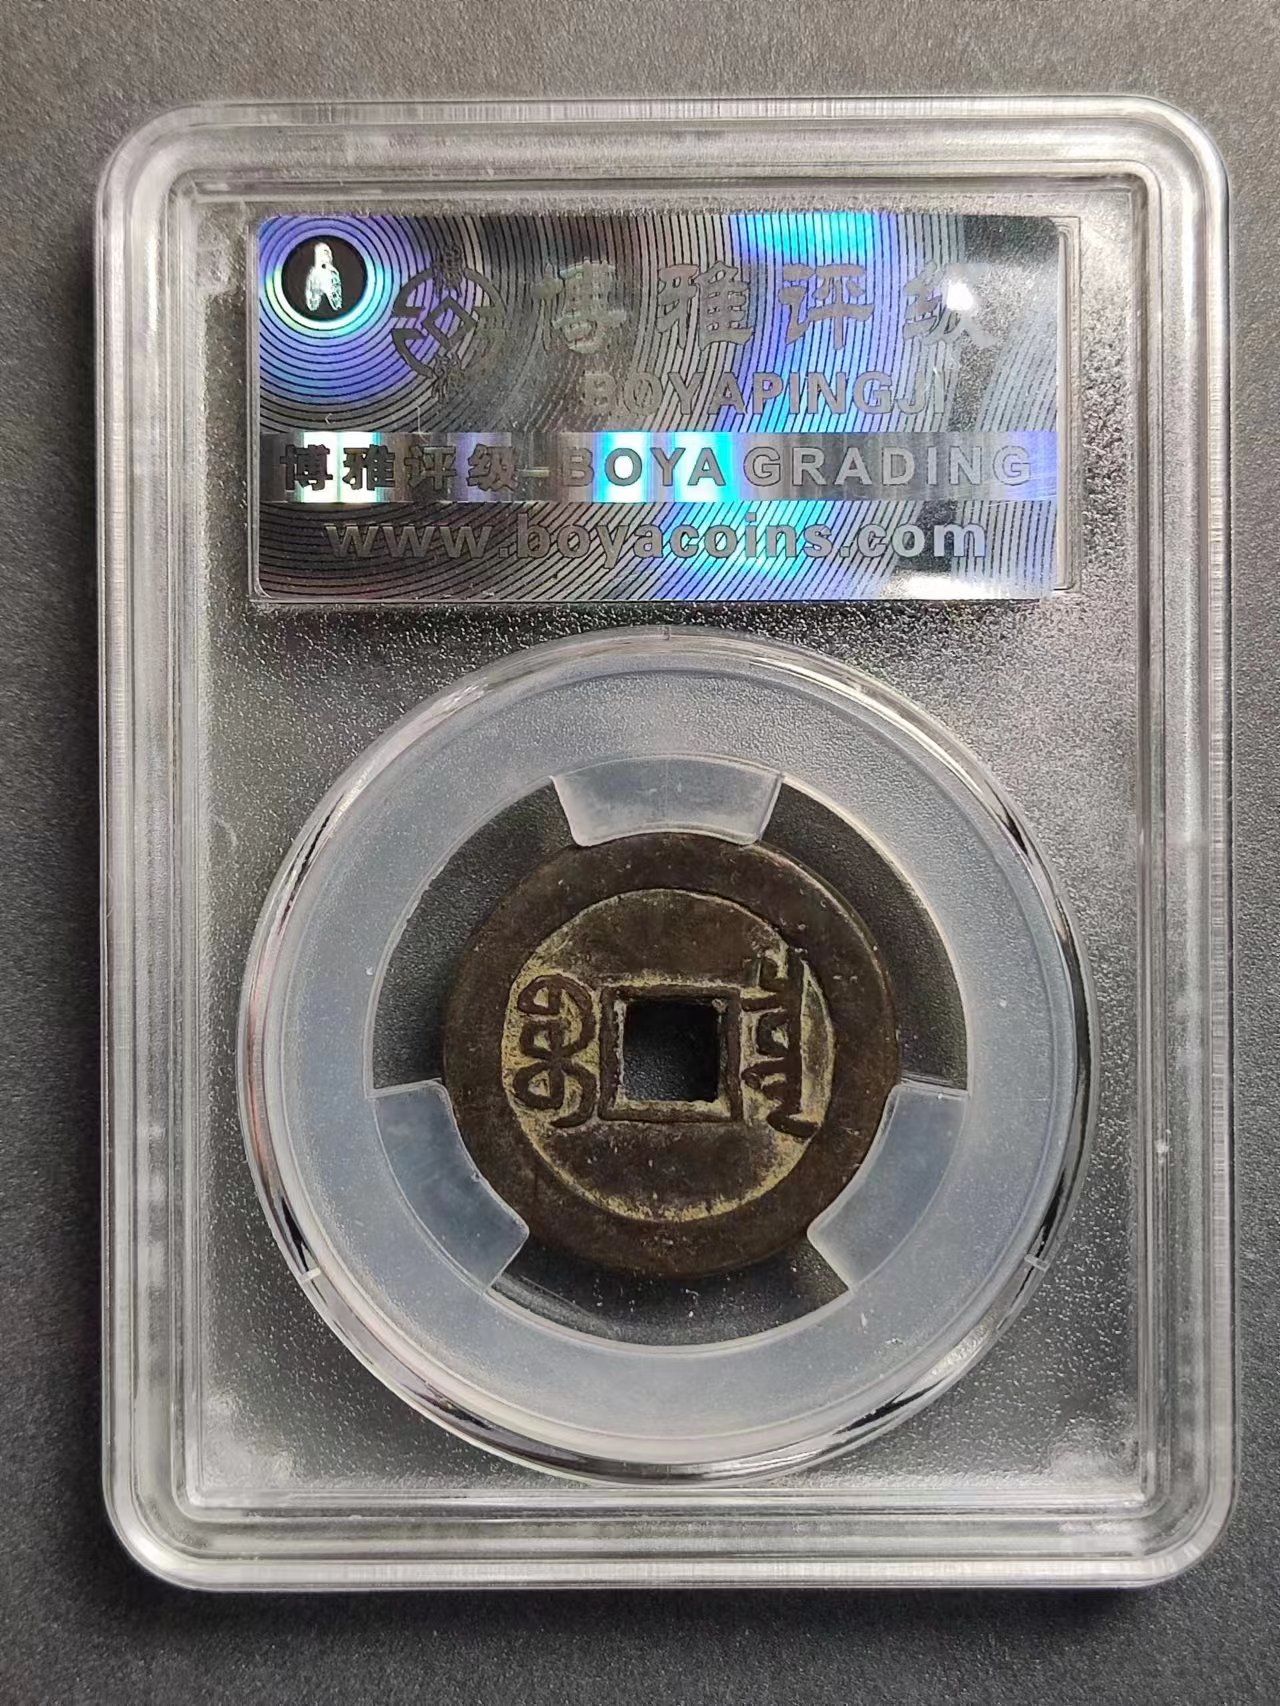 博雅评级
BOYAPINGJI
博雅评级-BOYA GRADING
www.boyacoins.com